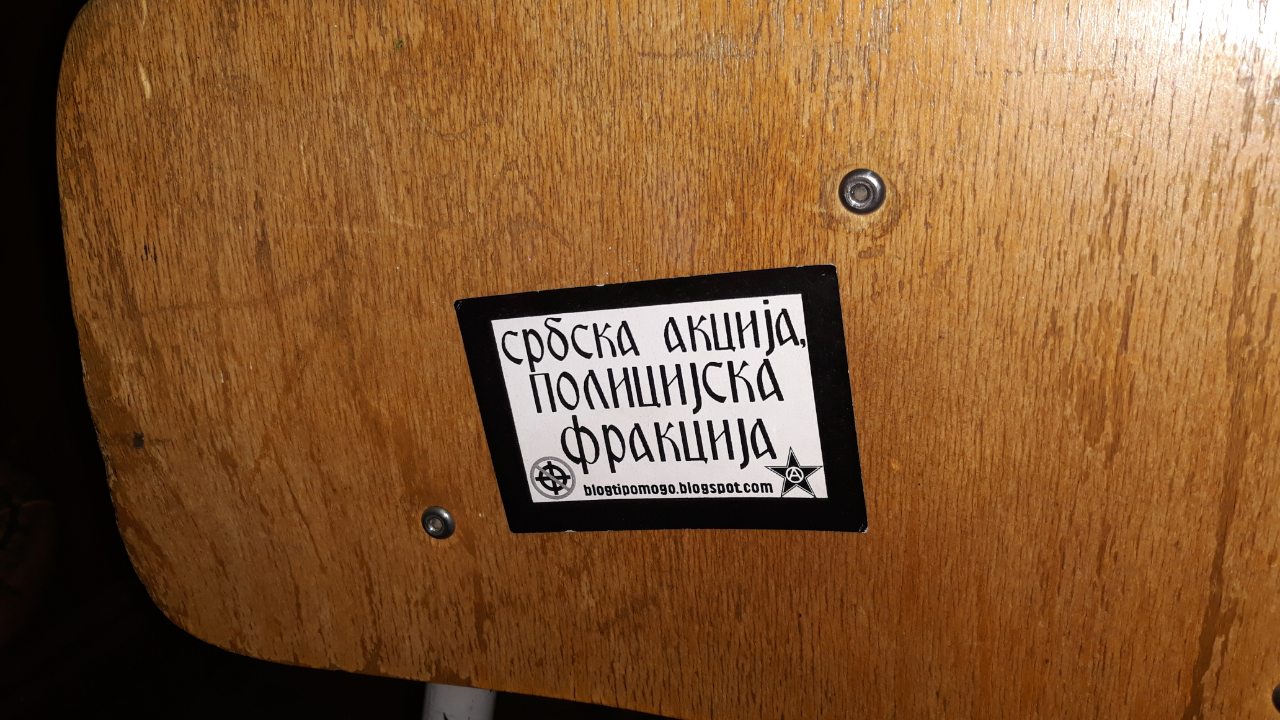 србска акција,
полицијска
фракција
blogtipomogo.blogspot.com